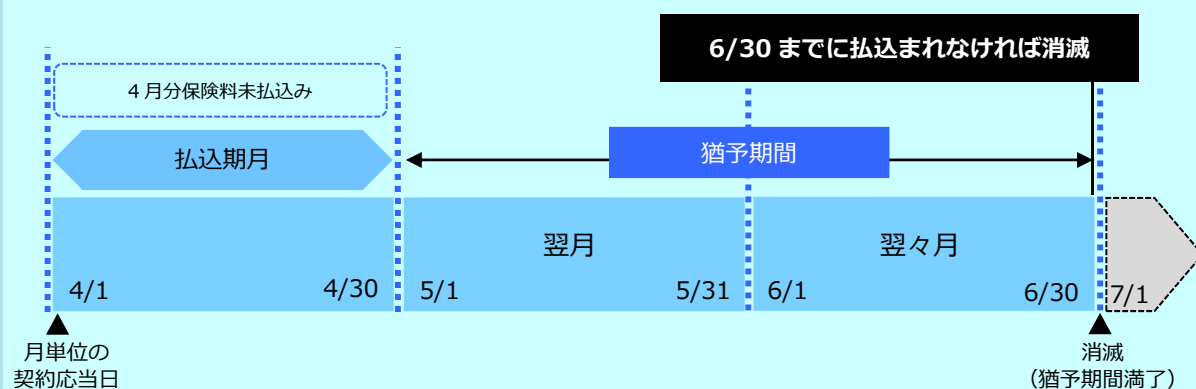 6/30 までに払込まれなければ消滅
4 月分保険料未払込み
払込期月
猶予期間
翌月
翌々月
4/1
4/30
5/1
5/31
6/1
6/30
7/1
月単位の
契約応当日
消滅
（猶予期間満了）